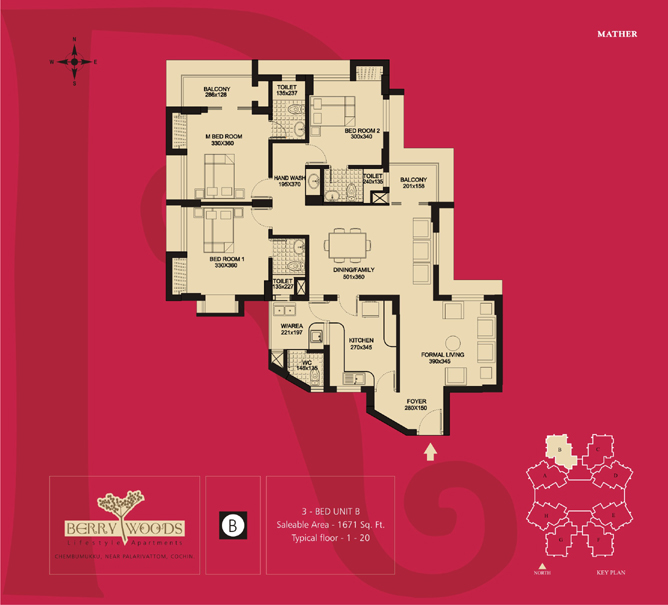 MATHER
N
W E
S
BALCONY
286x128
TOILET
135x237
M BED ROOM
330X360
BED ROOM 2
300x340
HAND WASH
195X370
TOILET
240x135
BALCONY
201x158
BED ROOM 1
330X360
DINING/FAMILY
501x360
TOILET
135x227
W/AREA
221x197
KITCHEN
270x345
WC
145x135
FORMAL LIVING
390x345
FOYER
280X150
BERRY WOODS
Lifestyle Apartments
CHEMBUMUKKU, NEAR PALARIVATTOM, COCHIN
B
3 - BED UNIT B
Saleable Area - 1671 Sq. Ft.
Typical floor - 1 - 20
B
C
A
D
H
E
G
F
NORTH
KEY PLAN